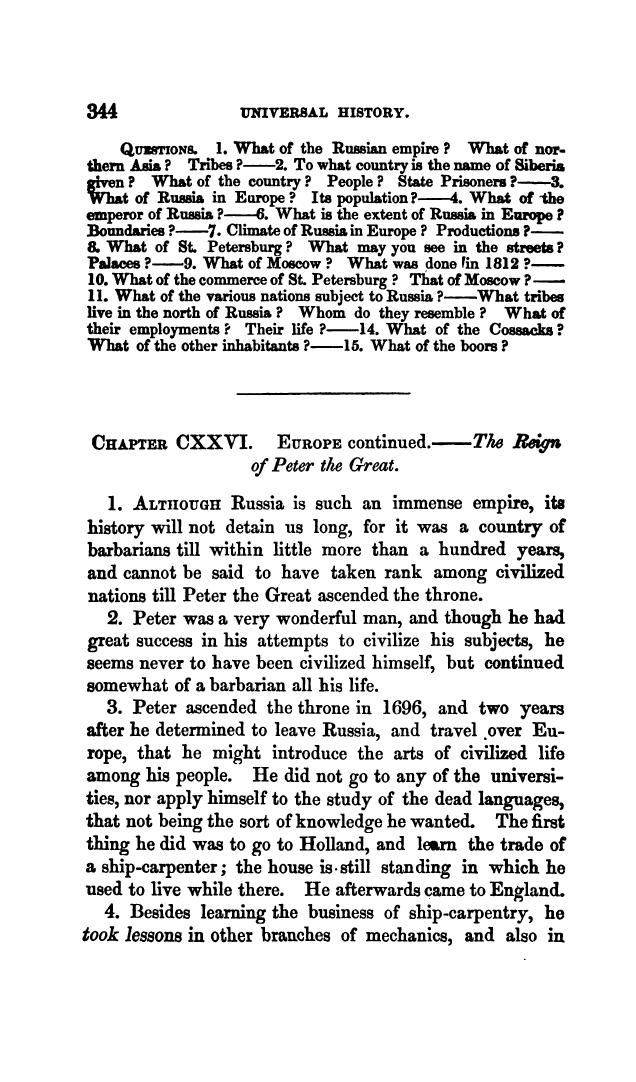 344 UNIVERSAL HISTORY.
QUESTIONS. 1. What of the Russian empire ? What of nor-
thern Asia ? Tribes ?——2. To what country is the name of Siberia
given ? What of the country ? People ? State Prisoners ?——3.
What of Russia in Europe ? Its population ?——4. What of the
emperor of Russia ?——6. What is the extent of Russia in Europe ?
Boundaries ?——7. Climate of Russia in Europe ? Productions ?——
8. What of St. Petersburg ? What may you see in the streets ?
Palaces ?——9. What of Moscow ? What was done in 1812 ?——
10. What of the commerce of St. Petersburg ? That of Moscow ?——
11. What of the various nations subject to Russia ?——What tribes
live in the north of Russia ? Whom do they resemble ? What of
their employments ? Their life ?——14. What of the Cossacks ?
What of the other inhabitants ?——15. What of the boors ?
CHAPTER CXXVI. EUROPE continued.——The Reign
of Peter the Great.
1. ALTHOUGH Russia is such an immense empire, its
history will not detain us long, for it was a country of
barbarians till within little more than a hundred years,
and cannot be said to have taken rank among civilized
nations till Peter the Great ascended the throne.
2. Peter was a very wonderful man, and though he had
great success in his attempts to civilize his subjects, he
seems never to have been civilized himself, but continued
somewhat of a barbarian all his life.
3. Peter ascended the throne in 1696, and two years
after he determined to leave Russia, and travel over Eu-
rope, that he might introduce the arts of civilized life
among his people. He did not go to any of the universi-
ties, nor apply himself to the study of the dead languages,
that not being the sort of knowledge he wanted. The first
thing he did was to go to Holland, and learn the trade of
a ship-carpenter; the house is still standing in which he
used to live while there. He afterwards came to England.
4. Besides learning the business of ship-carpentry, he
took lessons in other branches of mechanics, and also in